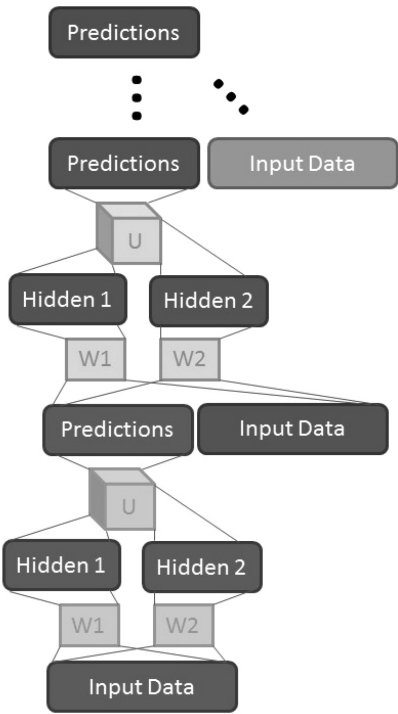 Predictions
Predictions
Input Data
U
Hidden 1
Hidden 2
W1
W2
Predictions
Input Data
U
Hidden 1
Hidden 2
W1
W2
Input Data